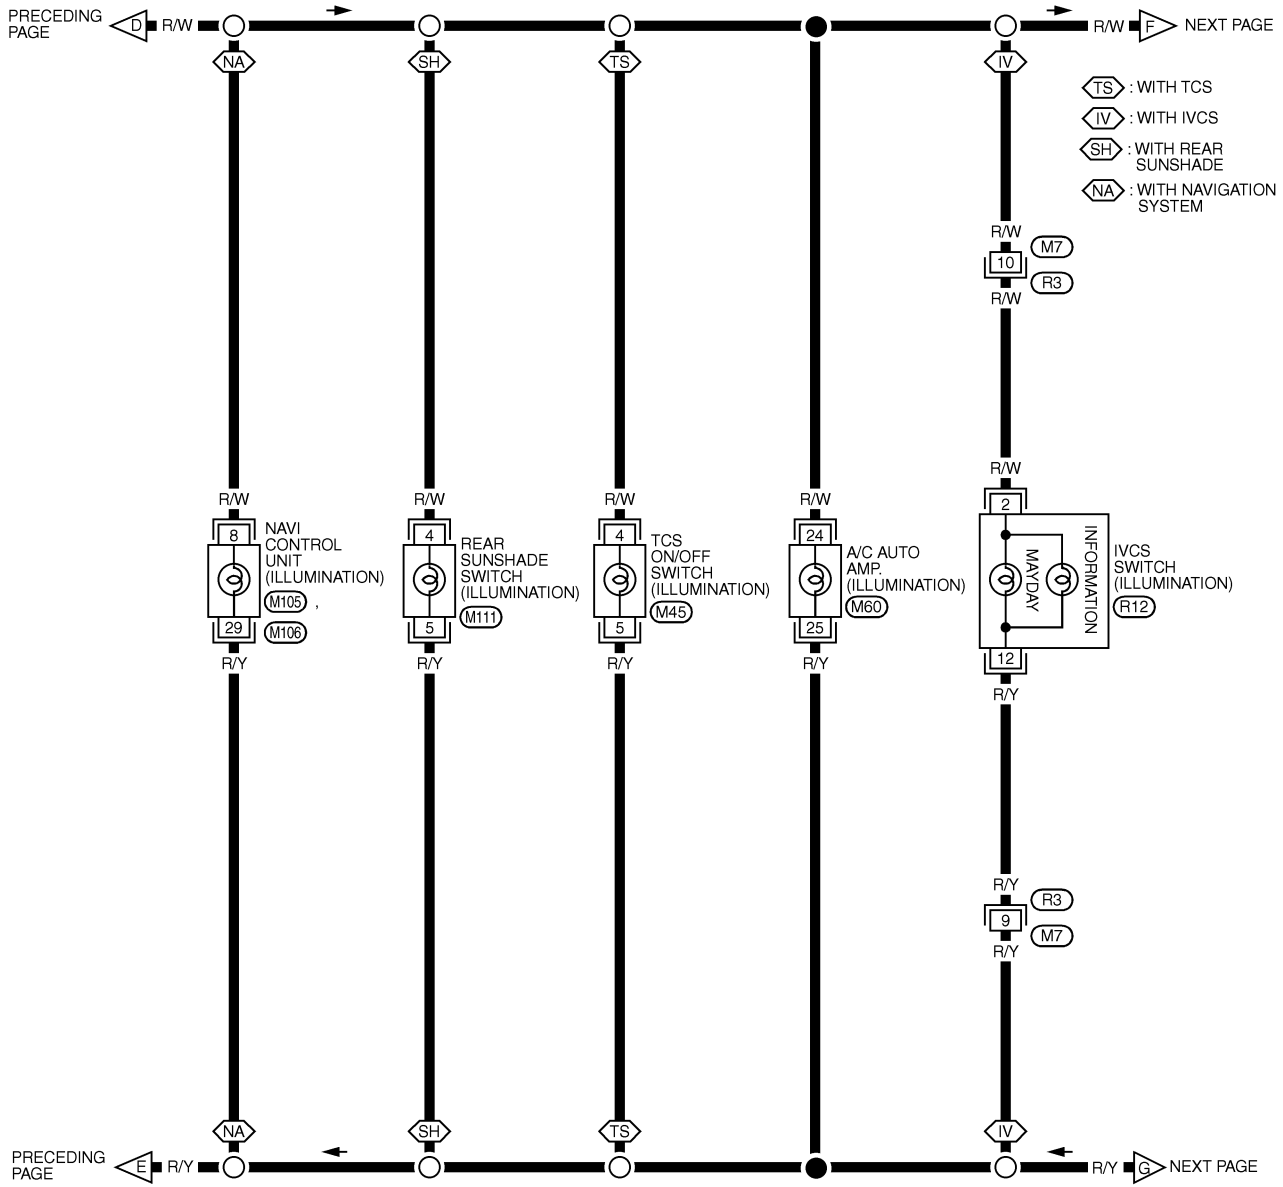 PRECEDING
PAGE
D
R/W
R/W
F
NEXT PAGE
NA
SH
TS
IV
TS : WITH TCS
IV : WITH IVCS
SH : WITH REAR
SUNSHADE
NA : WITH NAVIGATION
SYSTEM
R/W
M7
10
R3
R/W
R/W
R/W
R/W
R/W
R/W
8
NAVI
CONTROL
UNIT
(ILLUMINATION)
M105 ,
M106
29
R/Y
4
REAR
SUNSHADE
SWITCH
(ILLUMINATION)
M111
5
R/Y
4
TCS
ON/OFF
SWITCH
(ILLUMINATION)
M45
5
R/Y
24
A/C AUTO
AMP.
(ILLUMINATION)
M60
25
R/Y
2
MAYDAY
INFORMATION
IVCS
SWITCH
(ILLUMINATION)
R12
12
R/Y
R/Y
R3
9
M7
R/Y
NA
SH
TS
IV
PRECEDING
PAGE
E
R/Y
R/Y
G
NEXT PAGE